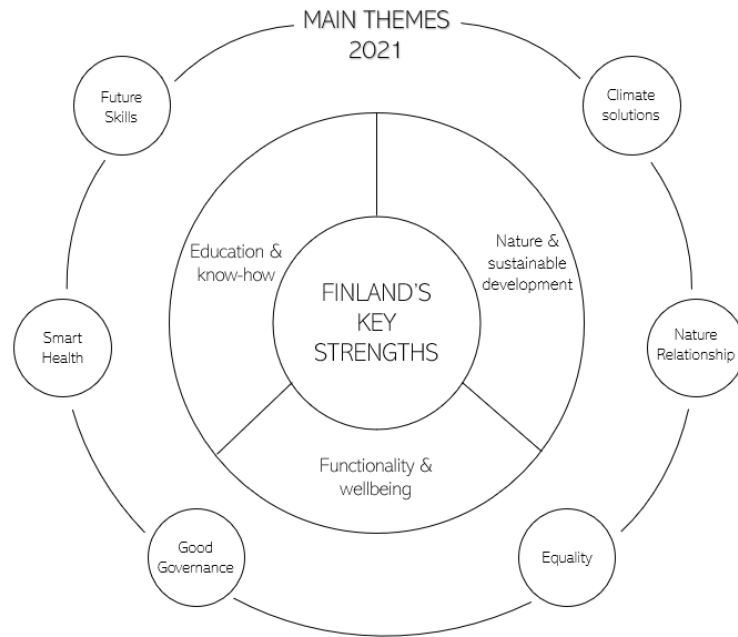 MAIN THEMES
2021
Future
Skills
Climate
solutions
Education &
know-how
Nature &
sustainable
development
FINLAND'S
KEY
STRENGTHS
Smart
Health
Nature
Relationship
Functionality &
wellbeing
Good
Governance
Equality